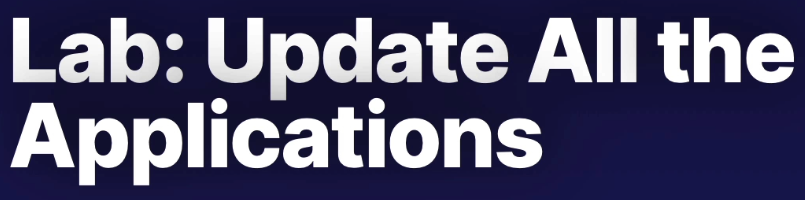 Lab: Update All the
Applications